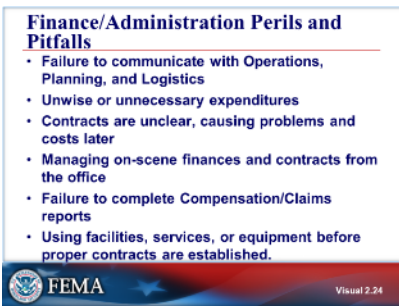 Finance/Administration Perils and
Pitfalls
• Failure to communicate with Operations,
Planning, and Logistics
• Unwise or unnecessary expenditures
• Contracts are unclear, causing problems and
costs later
• Managing on-scene finances and contracts from
the office
• Failure to complete Compensation/Claims
reports
• Using facilities, services, or equipment before
proper contracts are established.
FEMA
Visual 2.24